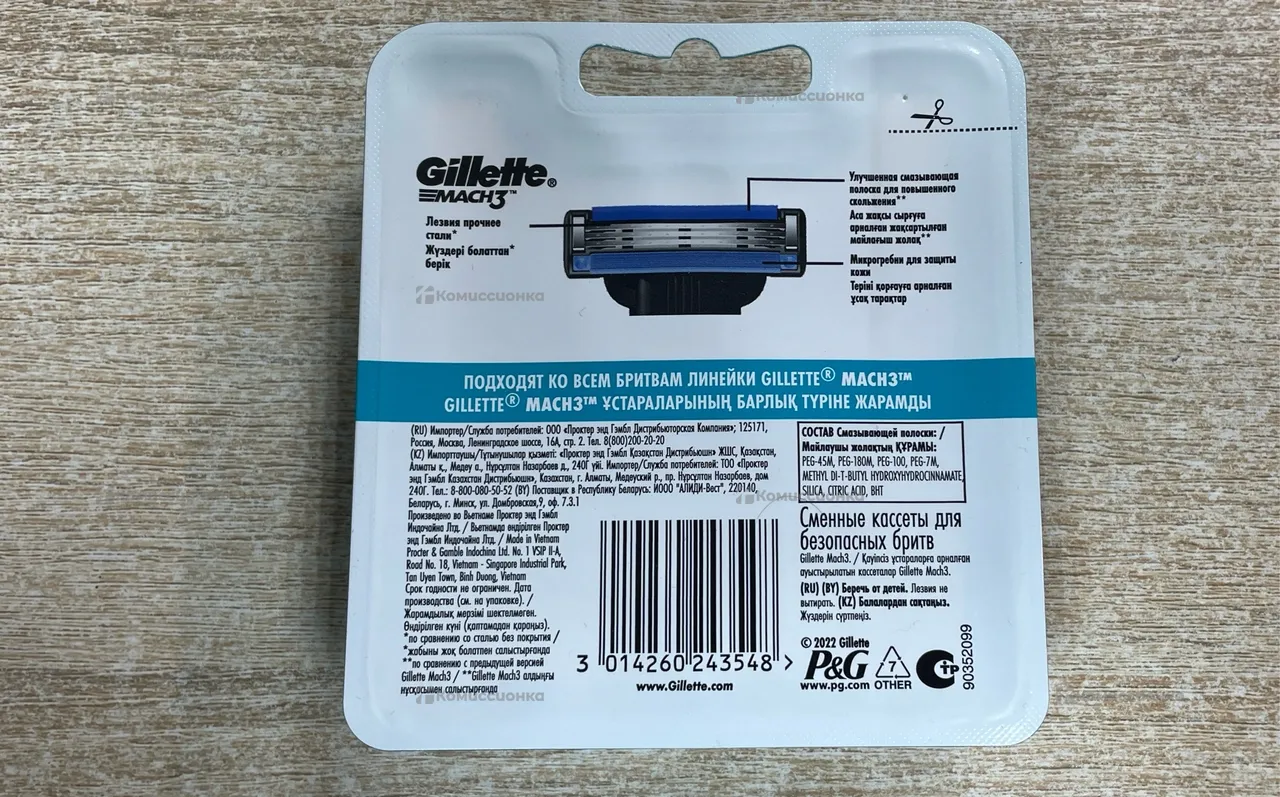 Комиссионка
Gillette®
MACH3™
Лезвия прочнее
стали*
Жүздері болаттан*
берік
Улучшенная смазывающая
полоска для повышенного
скольжения**
Аса жақсы сырғуға
арналған жақсартылған
майлағыш жолақ**
Микрогребни для защиты
кожи
Теріні қорғауға арналған
ұсақ тарақтар
Комиссионка
ПОДХОДЯТ КО ВСЕМ БРИТВАМ ЛИНЕЙКИ GILLETTE® MACH3™
GILLETTE® MACH3™ ҰСТАРАЛАРЫНЫҢ БАРЛЫҚ ТҮРІНЕ ЖАРАМДЫ
(RU) Импортер/Служба потребителей: ООО «Проктер энд Гэмбл Дистрибьюторская Компания»; 125171,
Россия, Москва, Ленинградское шоссе, 16А, стр. 2. Тел. 8(800)200-20-20
(KZ) Импорттаушы/Тұтынушылар қызметі: «Проктер энд Гэмбл Қазақстан Дистрибьюшн» ЖШС, Қазақстан,
Алматы қ., Медеу а., Нұрсұлтан Назарбаев д., 240Г үйі. Импортер/Служба потребителей: ТОО «Проктер
энд Гэмбл Казахстан Дистрибьюшн», Казахстан, г. Алматы, Медеуский р., пр. Нурсултан Назарбаев, дом
240Г. Тел.: 8-800-080-50-52 (BY) Поставщик в Республику Беларусь: ИООО "АЛИДИ-Вест", 220140,
Беларусь, г. Минск, ул. Домбровская,9, оф. 7.3.1
Произведено во Вьетнаме Проктер энд Гэмбл
Индочайна Лтд. / Вьетнамда өндірілген Проктер
энд Гэмбл Индочайна Лтд. / Made in Vietnam
Procter & Gamble Indochina Ltd. No. 1 VSIP II-A,
Road No. 18, Vietnam - Singapore Industrial Park,
Tan Uyen Town, Binh Duong, Vietnam
Срок годности не ограничен. Дата
производства (см. на упаковке). /
Жарамдылық мерзімі шектелмеген.
Өндірілген күні (қаптамадан қараңыз).
*по сравнению со сталью без покрытия /
*жабыны жоқ болатпен салыстырғанда
**по сравнению с предыдущей версией
Gillette Mach3 / **Gillette Mach3 алдыңғы
нұсқасымен салыстырғанда
Комиссионка
СОСТАВ Смазывающей полоски: /
Майлаушы жолақтың ҚҰРАМЫ:
PEG-45M, PEG-180M, PEG-100, PEG-7M,
METHYL DI-T-BUTYL HYDROXYHYDROCINNAMATE,
SILICA, CITRIC ACID, BHT
Комиссионка
Сменные кассеты для
безопасных бритв
Gillette Mach3. / Қауіпсіз ұстараларға арналған
ауыстырылатын кассеталар Gillette Mach3.
(RU) (BY) Беречь от детей. Лезвия не
вытирать. (KZ) Балалардан сақтаңыз.
Жүздерін сүртпеңіз.
3 014260 243548 >
www.Gillette.com
© 2022 Gillette
P&G
www.pg.com
7
OTHER
90352099